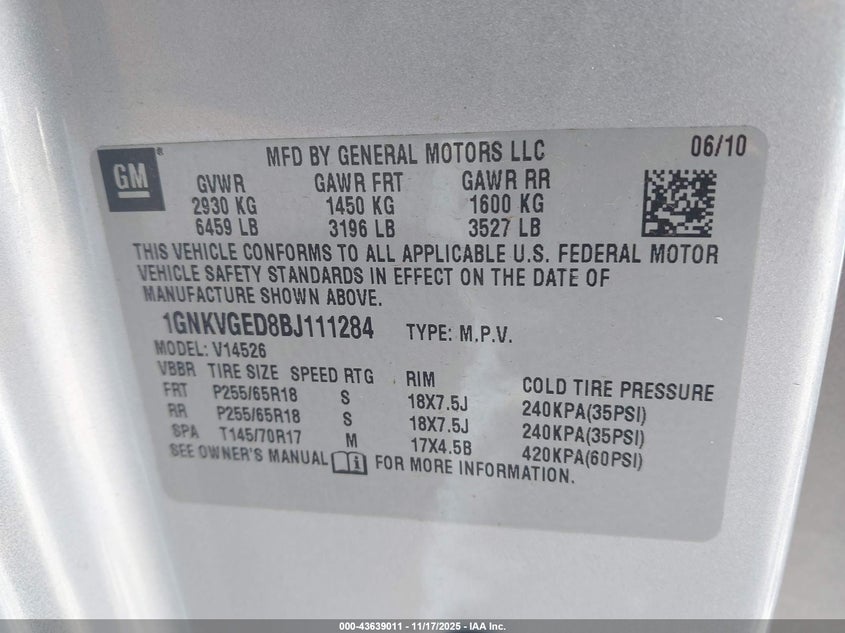 GM
MFD BY GENERAL MOTORS LLC 06/10
GVWR GAWR FRT GAWR RR
2930 KG 1450 KG 1600 KG
6459 LB 3196 LB 3527 LB
THIS VEHICLE CONFORMS TO ALL APPLICABLE U.S. FEDERAL MOTOR
VEHICLE SAFETY STANDARDS IN EFFECT ON THE DATE OF
MANUFACTURE SHOWN ABOVE.
1GNKVGED8BJ111284 TYPE: M.P.V.
MODEL: V14526
VBBR TIRE SIZE SPEED RTG RIM COLD TIRE PRESSURE
FRT P255/65R18 S 18X7.5J 240KPA(35PSI)
RR P255/65R18 S 18X7.5J 240KPA(35PSI)
SPA T145/70R17 M 17X4.5B 420KPA(60PSI)
SEE OWNER'S MANUAL FOR MORE INFORMATION.
000-43639011 - 11/17/2025 - IAA Inc.